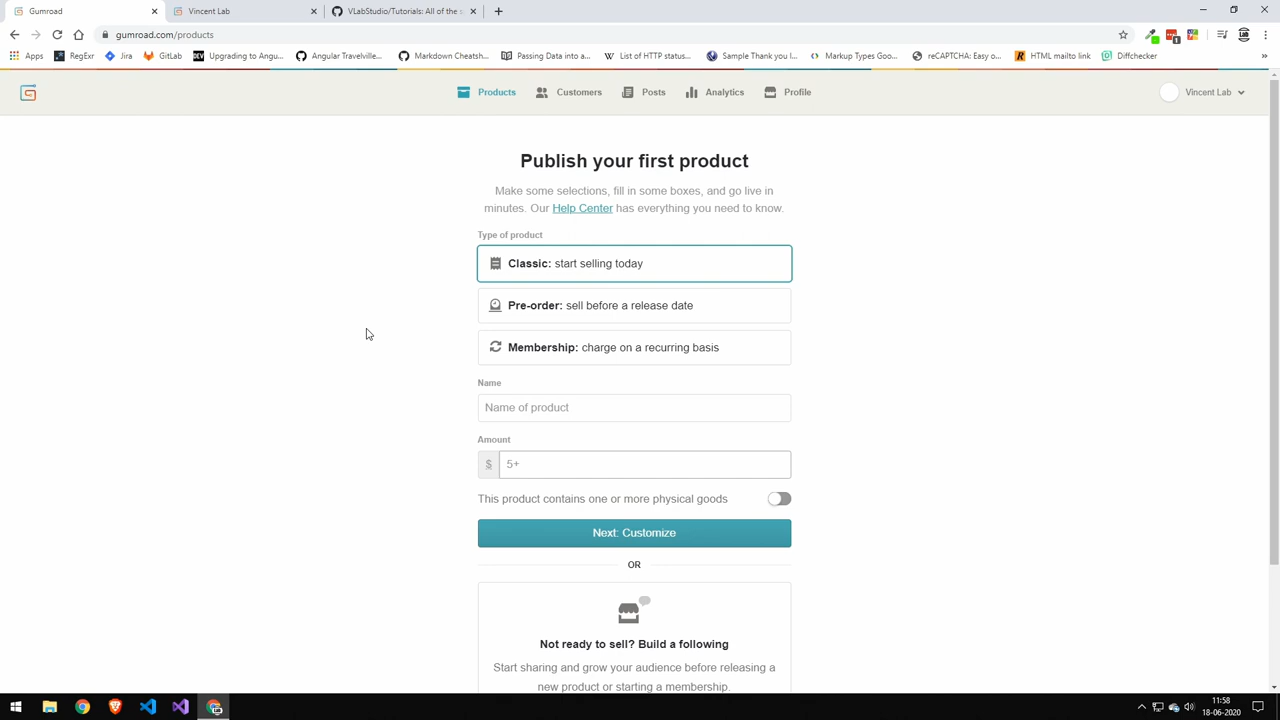 Gumroad
Vincent Lab
VLabStudio/Tutorials: All of the s
gumroad.com/products
Apps
RegExr
Jira
GitLab
Upgrading to Angu...
Angular Travelville...
Markdown Cheatsh...
Passing Data into a...
List of HTTP status...
Sample Thank you l...
Markup Types Goo...
reCAPTCHA: Easy o...
HTML mailto link
Diffchecker
Products
Customers
Posts
Analytics
Profile
Vincent Lab
Publish your first product
Make some selections, fill in some boxes, and go live in
minutes. Our Help Center has everything you need to know.
Type of product
Classic: start selling today
Pre-order: sell before a release date
Membership: charge on a recurring basis
Name
Name of product
Amount
$ 5+
This product contains one or more physical goods
Next: Customize
OR
Not ready to sell? Build a following
Start sharing and grow your audience before releasing a
new product or starting a membership.
11:58
18-06-2020